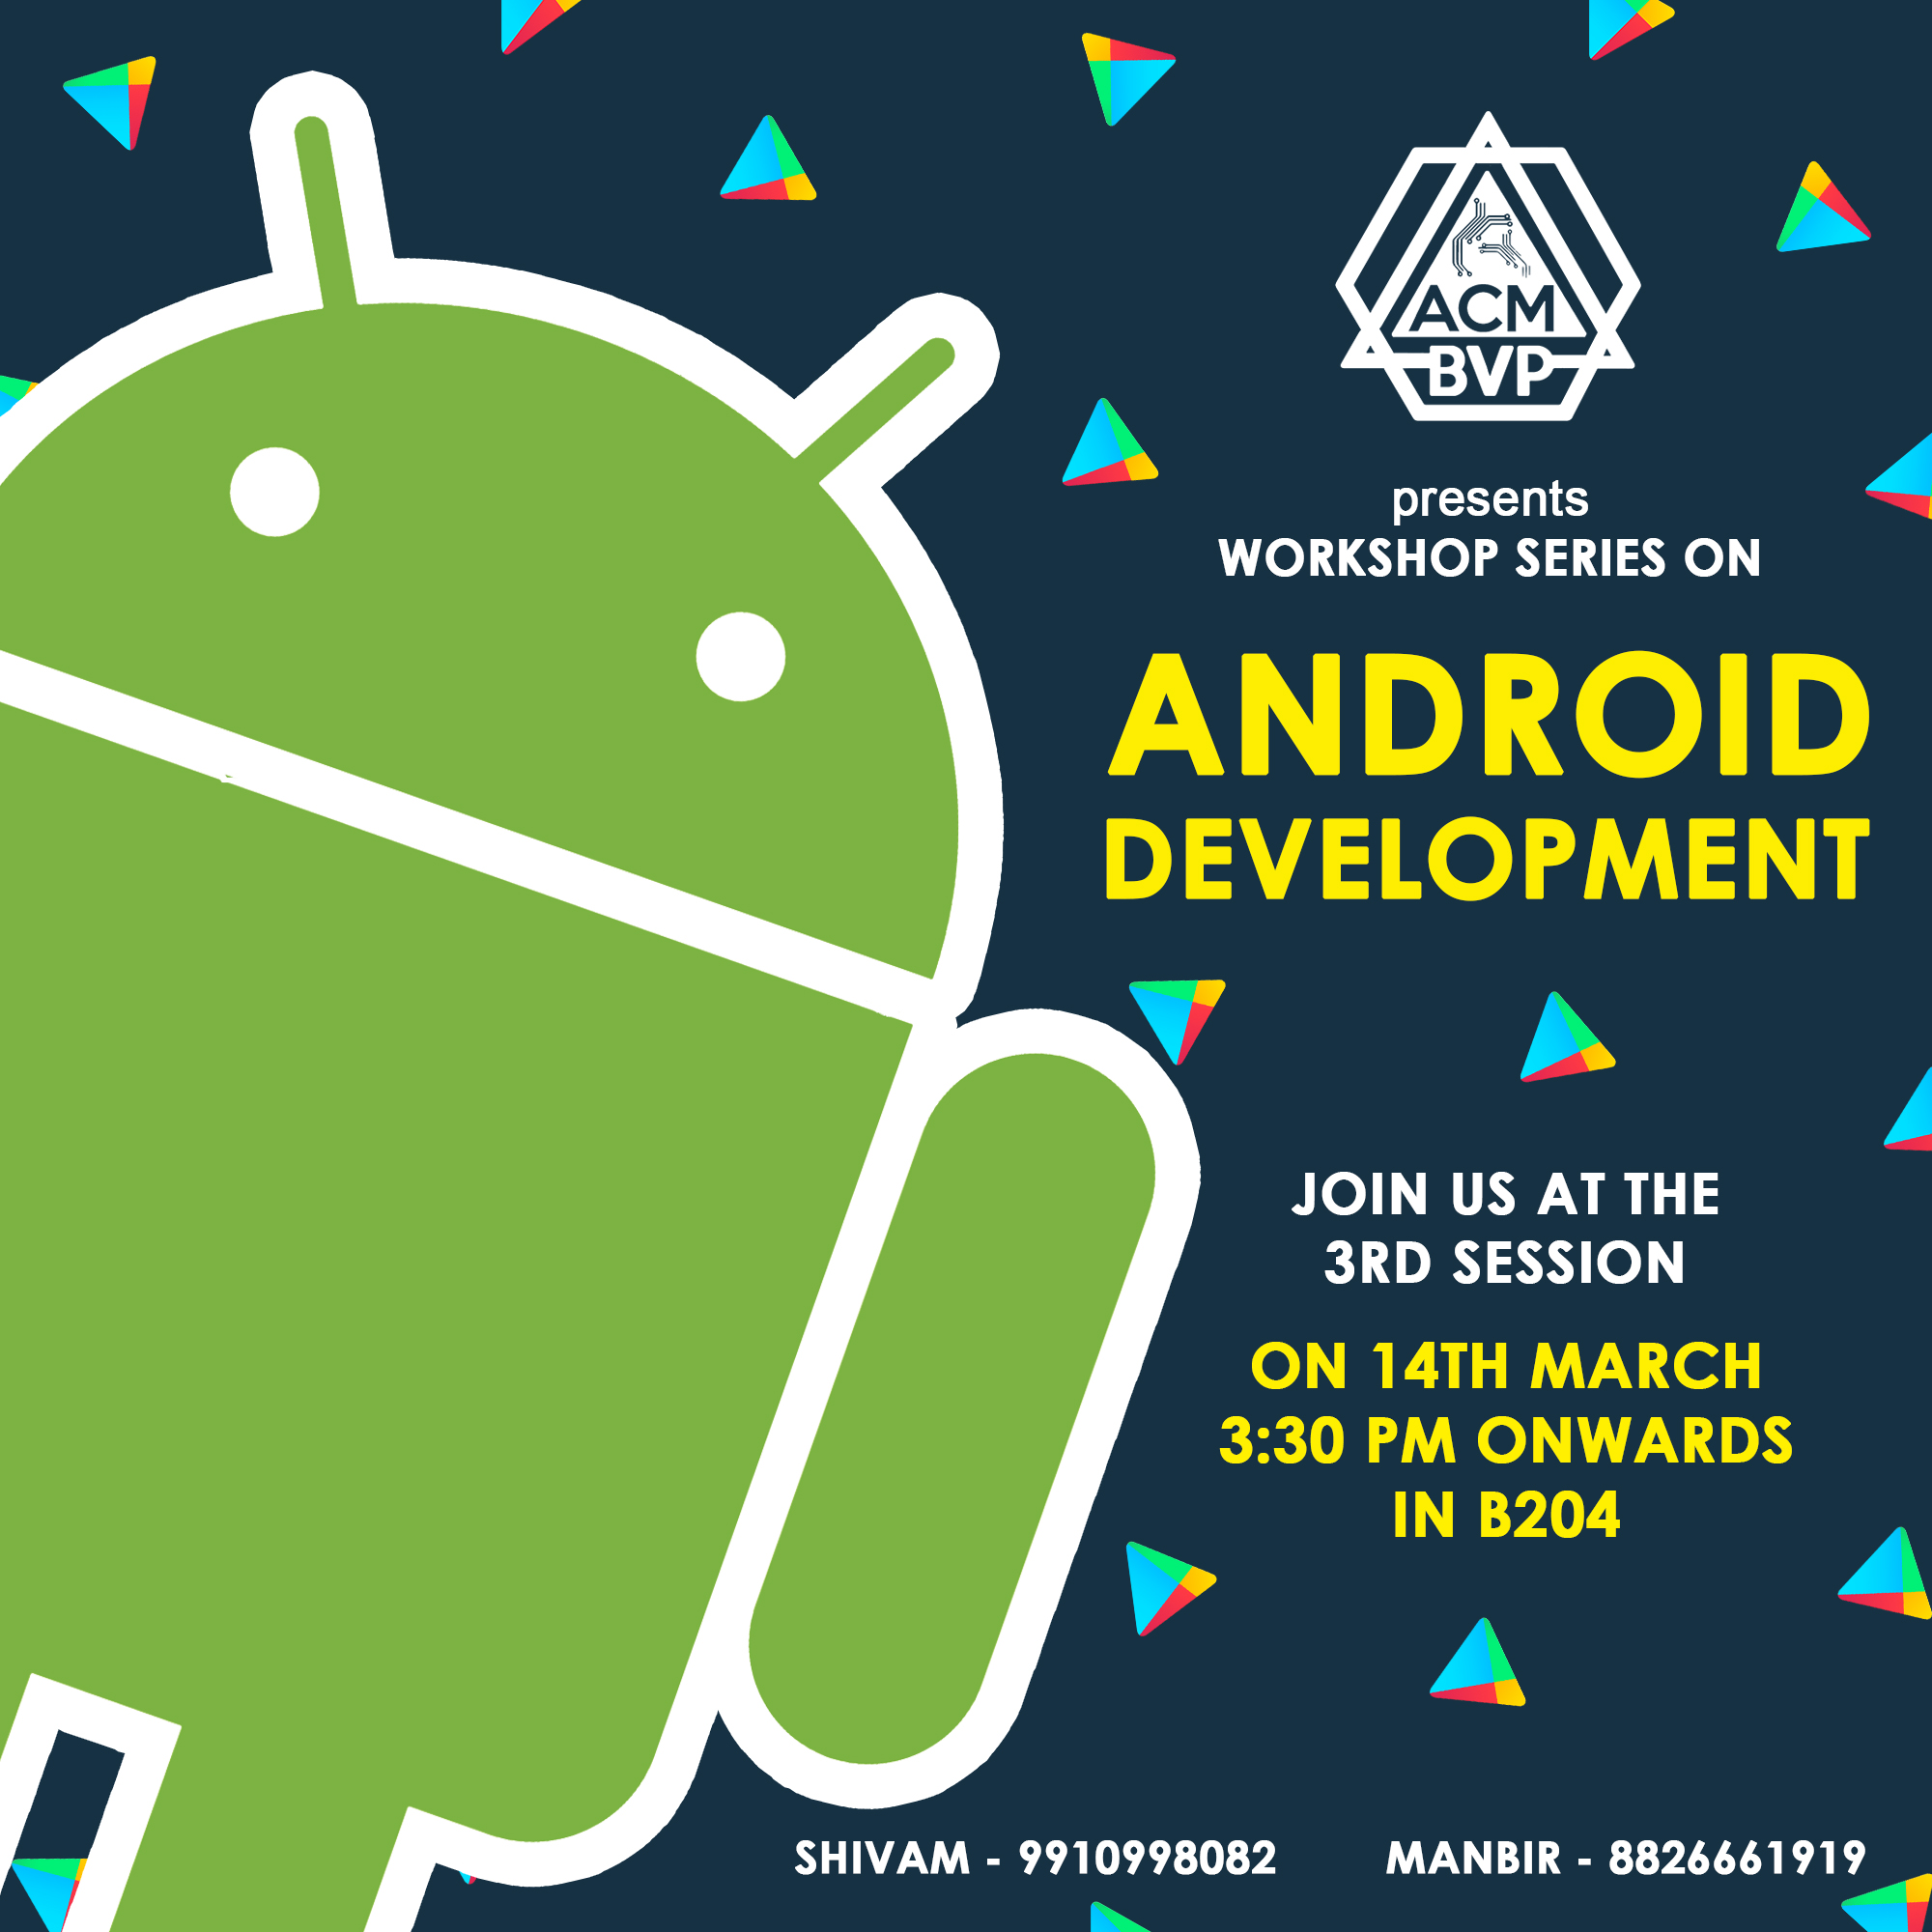 ACM
BVP
presents
WORKSHOP SERIES ON
ANDROID
DEVELOPMENT
JOIN US AT THE
3RD SESSION
ON 14TH MARCH
3:30 PM ONWARDS
IN B204
SHIVAM - 9910998082 MANBIR - 8826661919